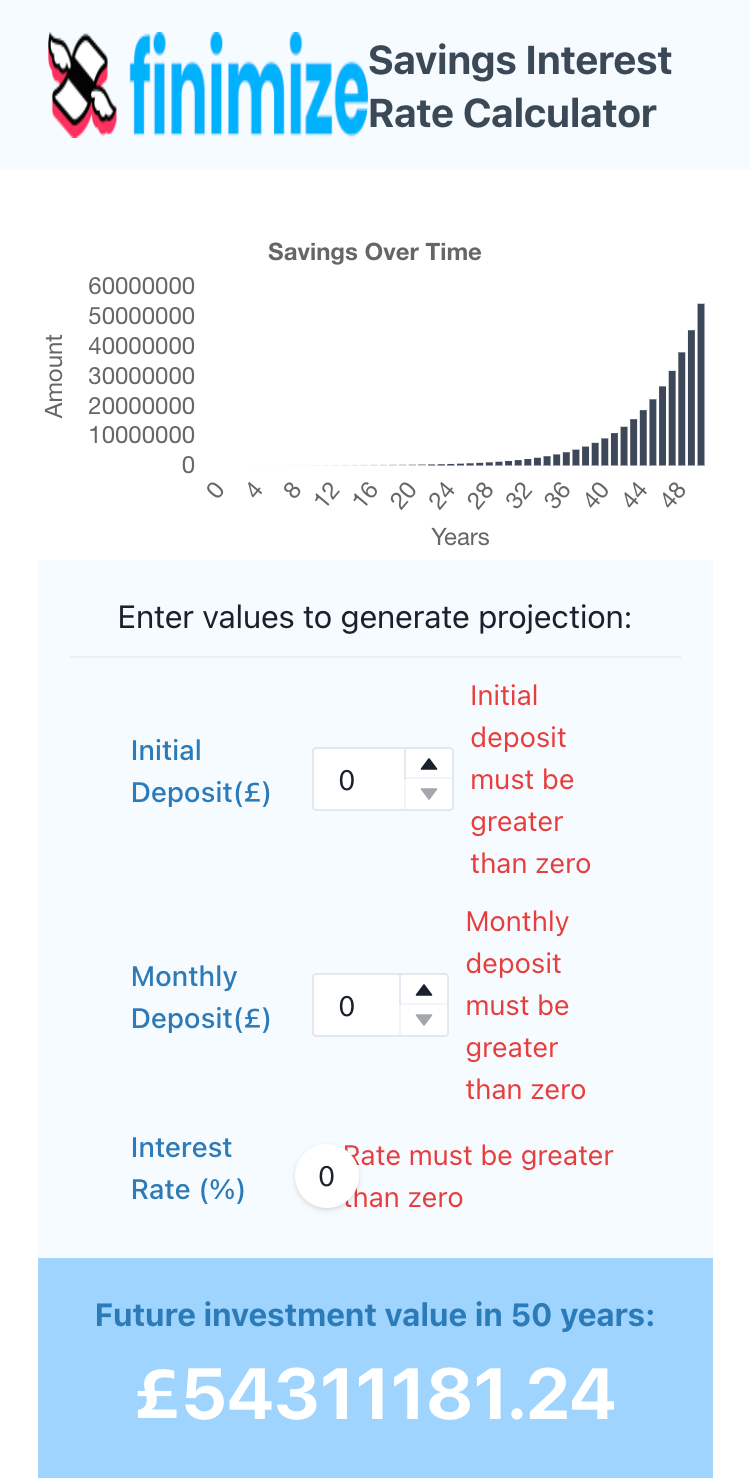 finimize
Savings Interest
Rate Calculator
Savings Over Time
60000000
50000000
40000000
30000000
20000000
10000000
0
Amount
0 4 8 12 16 20 24 28 32 36 40 44 48
Years
Enter values to generate projection:
Initial
Deposit(£)
0
Initial
deposit
must be
greater
than zero
Monthly
Deposit(£)
0
Monthly
deposit
must be
greater
than zero
Interest
Rate (%)
0
Rate must be greater
than zero
Future investment value in 50 years:
£54311181.24